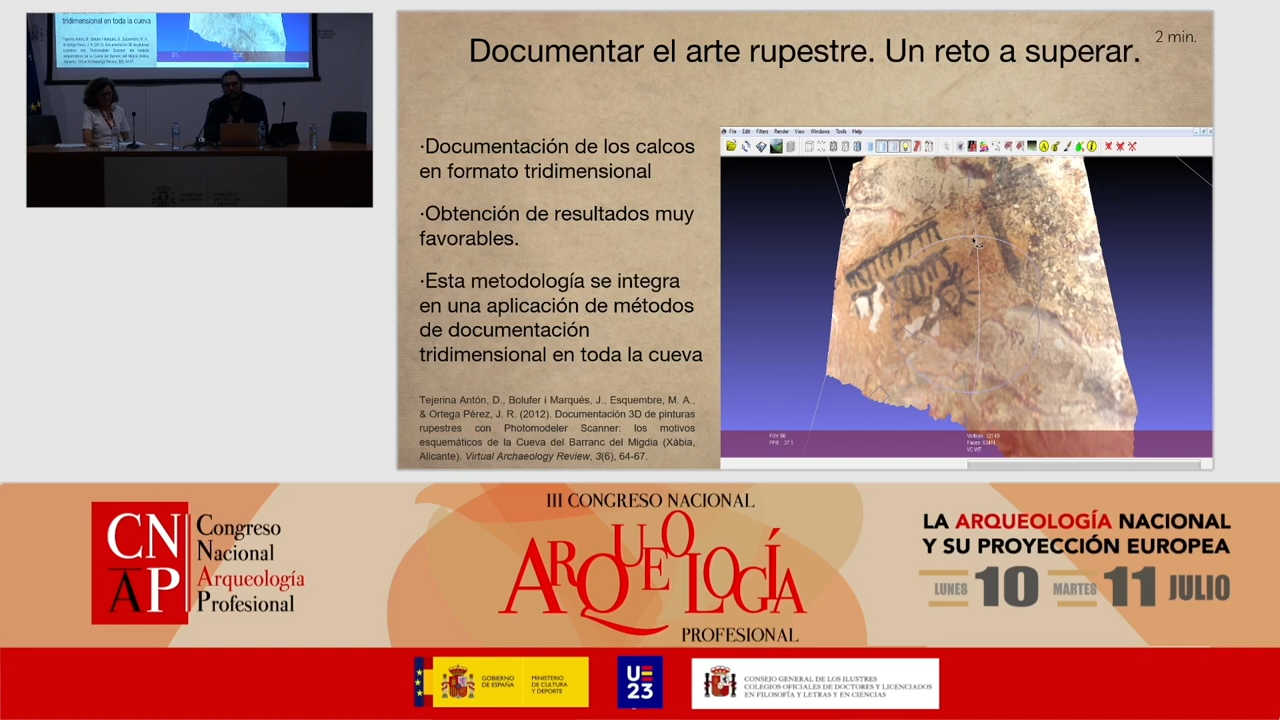 tridimensional en toda la cueva
Documentar el arte rupestre. Un reto a superar.
2 min.
·Documentación de los calcos
en formato tridimensional
·Obtención de resultados muy
favorables.
·Esta metodología se integra
en una aplicación de métodos
de documentación
tridimensional en toda la cueva
Tejerina Antón, D., Bolufer i Marqués, J., Esquembre, M. A.,
& Ortega Pérez, J. R. (2012). Documentación 3D de pinturas
rupestres con Photomodeler Scanner: los motivos
esquemáticos de la Cueva del Barranc del Migdia (Xàbia,
Alicante). Virtual Archaeology Review, 3(6), 64-67.
File Edit Filters Render View Windows Tools Help
CN
AP
Congreso
Nacional
Arqueología
Profesional
III CONGRESO NACIONAL
ARQUEOLOGÍA
PROFESIONAL
LA ARQUEOLOGÍA NACIONAL
Y SU PROYECCIÓN EUROPEA
LUNES 10 MARTES 11 JULIO
GOBIERNO
DE ESPAÑA
MINISTERIO
DE CULTURA
Y DEPORTE
UE
23
CONSEJO GENERAL DE LOS ILUSTRES
COLEGIOS OFICIALES DE DOCTORES Y LICENCIADOS
EN FILOSOFÍA Y LETRAS Y EN CIENCIAS